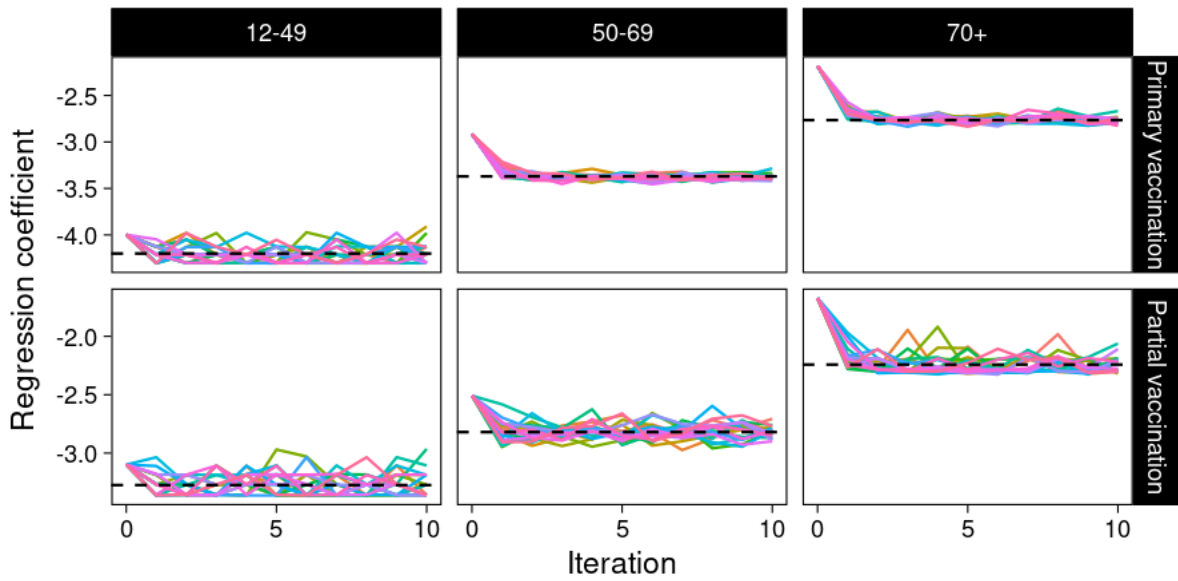 12-49
50-69
70+
Primary vaccination
-2.5
-3.0
-3.5
-4.0
Partial vaccination
-2.0
-2.5
-3.0
Regression coefficient
0 5 10
0 5 10
0 5 10
Iteration